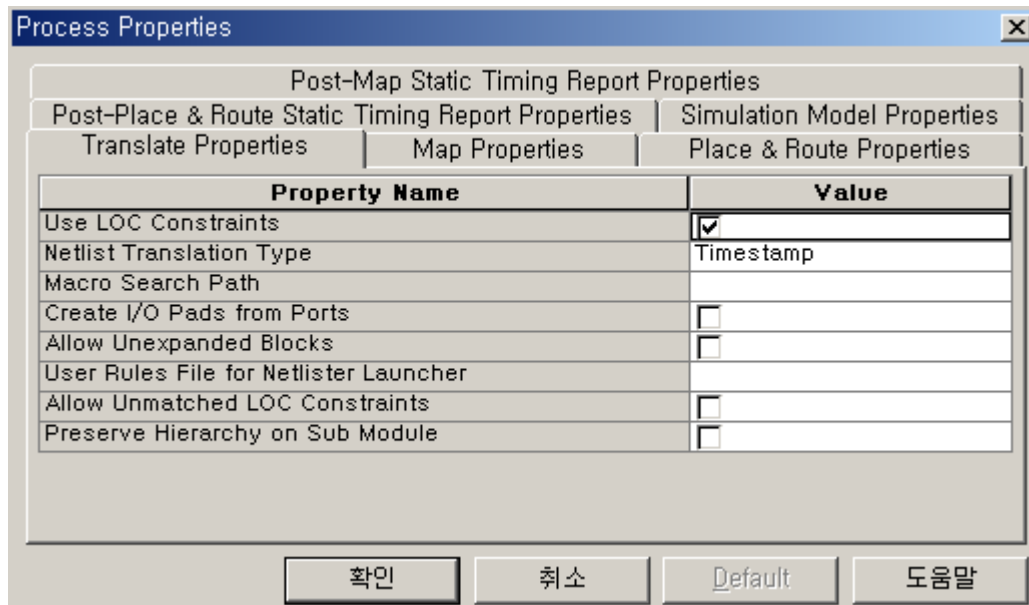 Process Properties
Post-Map Static Timing Report Properties
Post-Place & Route Static Timing Report Properties Simulation Model Properties
Translate Properties Map Properties Place & Route Properties
Property Name Value
Use LOC Constraints
Netlist Translation Type Timestamp
Macro Search Path
Create I/O Pads from Ports
Allow Unexpanded Blocks
User Rules File for Netlister Launcher
Allow Unmatched LOC Constraints
Preserve Hierarchy on Sub Module
확인 취소 Default 도움말